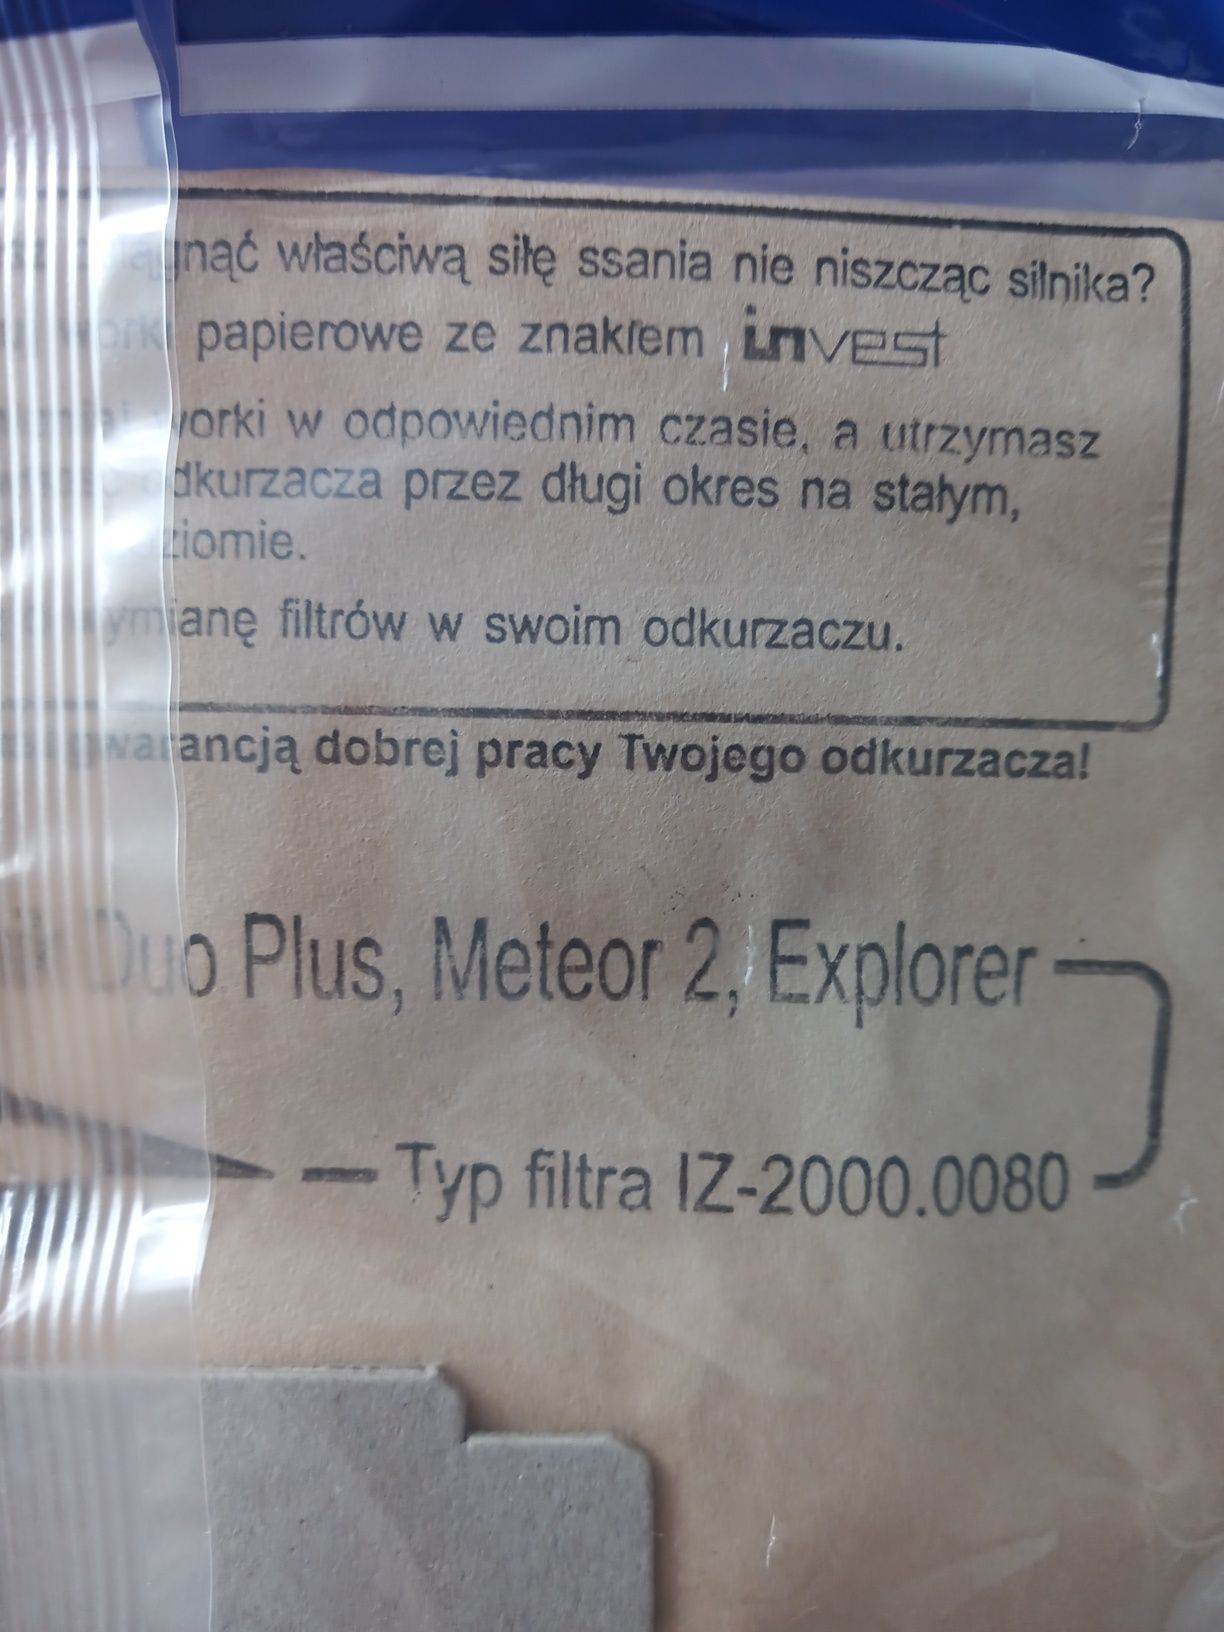 właściwą siłę ssania nie niszcząc silnika?
papierowe ze znakiem invest
worki w odpowiednim czasie, a utrzymasz
odkurzacza przez długi okres na stałym,
wymianę filtrów w swoim odkurzaczu.
gwarancją dobrej pracy Twojego odkurzacza!
Duo Plus, Meteor 2, Explorer
Typ filtra IZ-2000.0080